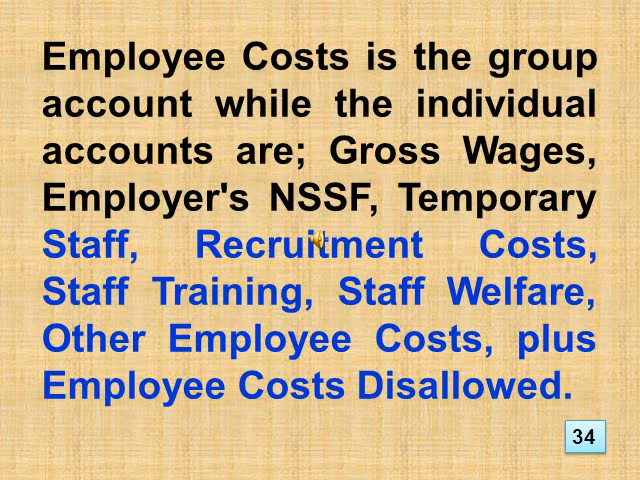 Employee Costs is the group
account while the individual
accounts are; Gross Wages,
Employer's NSSF, Temporary
Staff, Recruitment Costs,
Staff Training, Staff Welfare,
Other Employee Costs, plus
Employee Costs Disallowed.
34